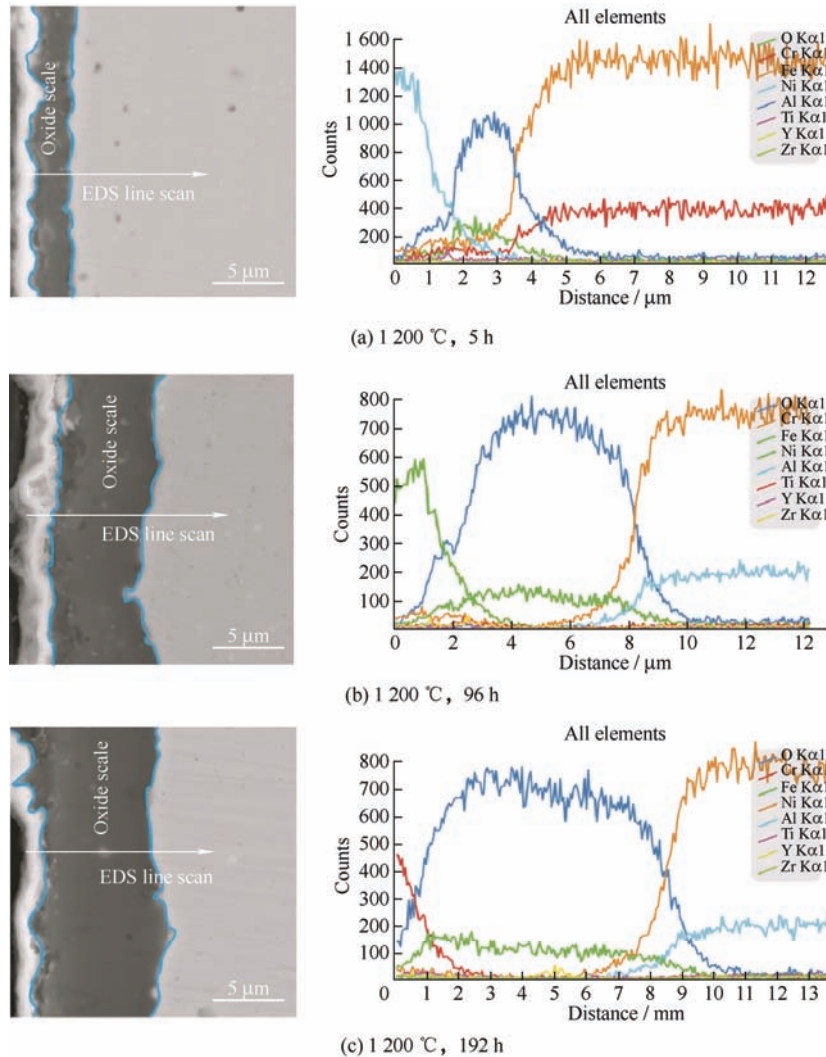 Oxide scale
EDS line scan
5 μm
All elements
Counts
1 600
1 400
1 200
1 000
800
600
400
200
0 1 2 3 4 5 6 7 8 9 10 11 12
Distance / μm
O Kα1
Cr Kα1
Fe Kα1
Ni Kα1
Al Kα1
Ti Kα1
Y Kα1
Zr Kα1
(a) 1 200 ℃, 5 h
Oxide scale
EDS line scan
5 μm
All elements
Counts
800
700
600
500
400
300
200
100
0 2 4 6 8 10 12
Distance / μm
O Kα1
Cr Kα1
Fe Kα1
Ni Kα1
Al Kα1
Ti Kα1
Y Kα1
Zr Kα1
(b) 1 200 ℃, 96 h
Oxide scale
EDS line scan
5 μm
All elements
Counts
800
700
600
500
400
300
200
100
0 1 2 3 4 5 6 7 8 9 10 11 12 13
Distance / mm
O Kα1
Cr Kα1
Fe Kα1
Ni Kα1
Al Kα1
Ti Kα1
Y Kα1
Zr Kα1
(c) 1 200 ℃, 192 h